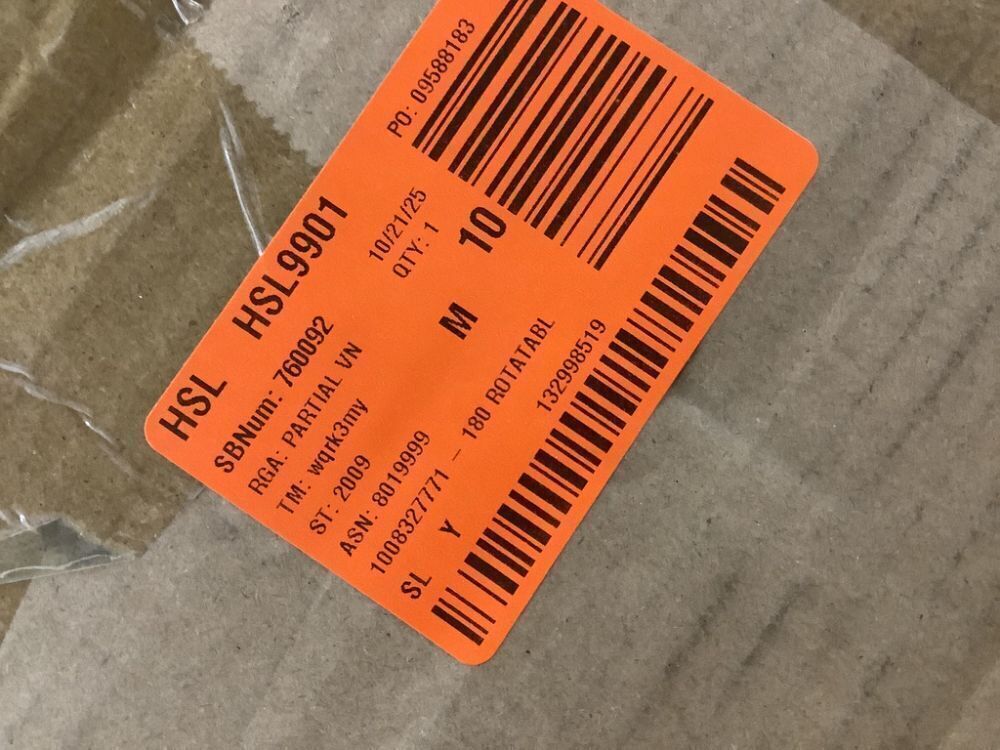 HSL HSL9901 PO: 09588183
SBNum: 760092 10/21/25
RGA: PARTIAL VN QTY: 1
TM: wqrk3my M 10
ST: 2009
ASN: 8019999
1008327771 – 180 ROTATABL
SL Y 132998519